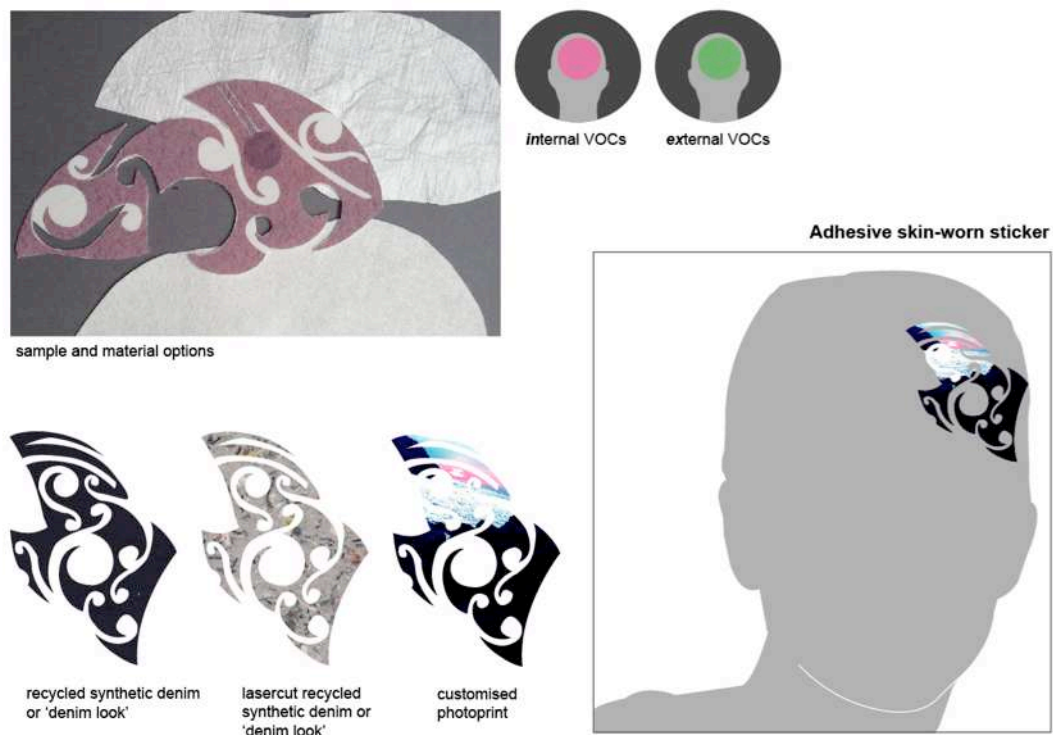 internal VOCs
external VOCs
Adhesive skin-worn sticker
sample and material options
recycled synthetic denim
or ‘denim look’
lasercut recycled
synthetic denim or
‘denim look’
customised
photoprint